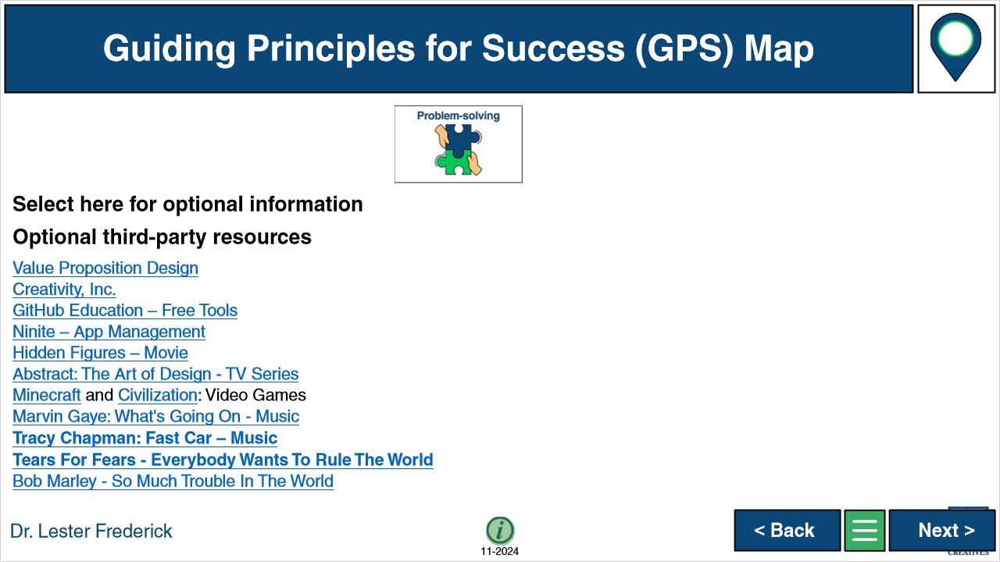 Guiding Principles for Success (GPS) Map
Problem-solving
Select here for optional information
Optional third-party resources
Value Proposition Design
Creativity, Inc.
GitHub Education – Free Tools
Ninite – App Management
Hidden Figures – Movie
Abstract: The Art of Design - TV Series
Minecraft and Civilization: Video Games
Marvin Gaye: What's Going On - Music
Tracy Chapman: Fast Car – Music
Tears For Fears - Everybody Wants To Rule The World
Bob Marley - So Much Trouble In The World
Dr. Lester Frederick
i
11-2024
< Back
Next >
CREATIVES